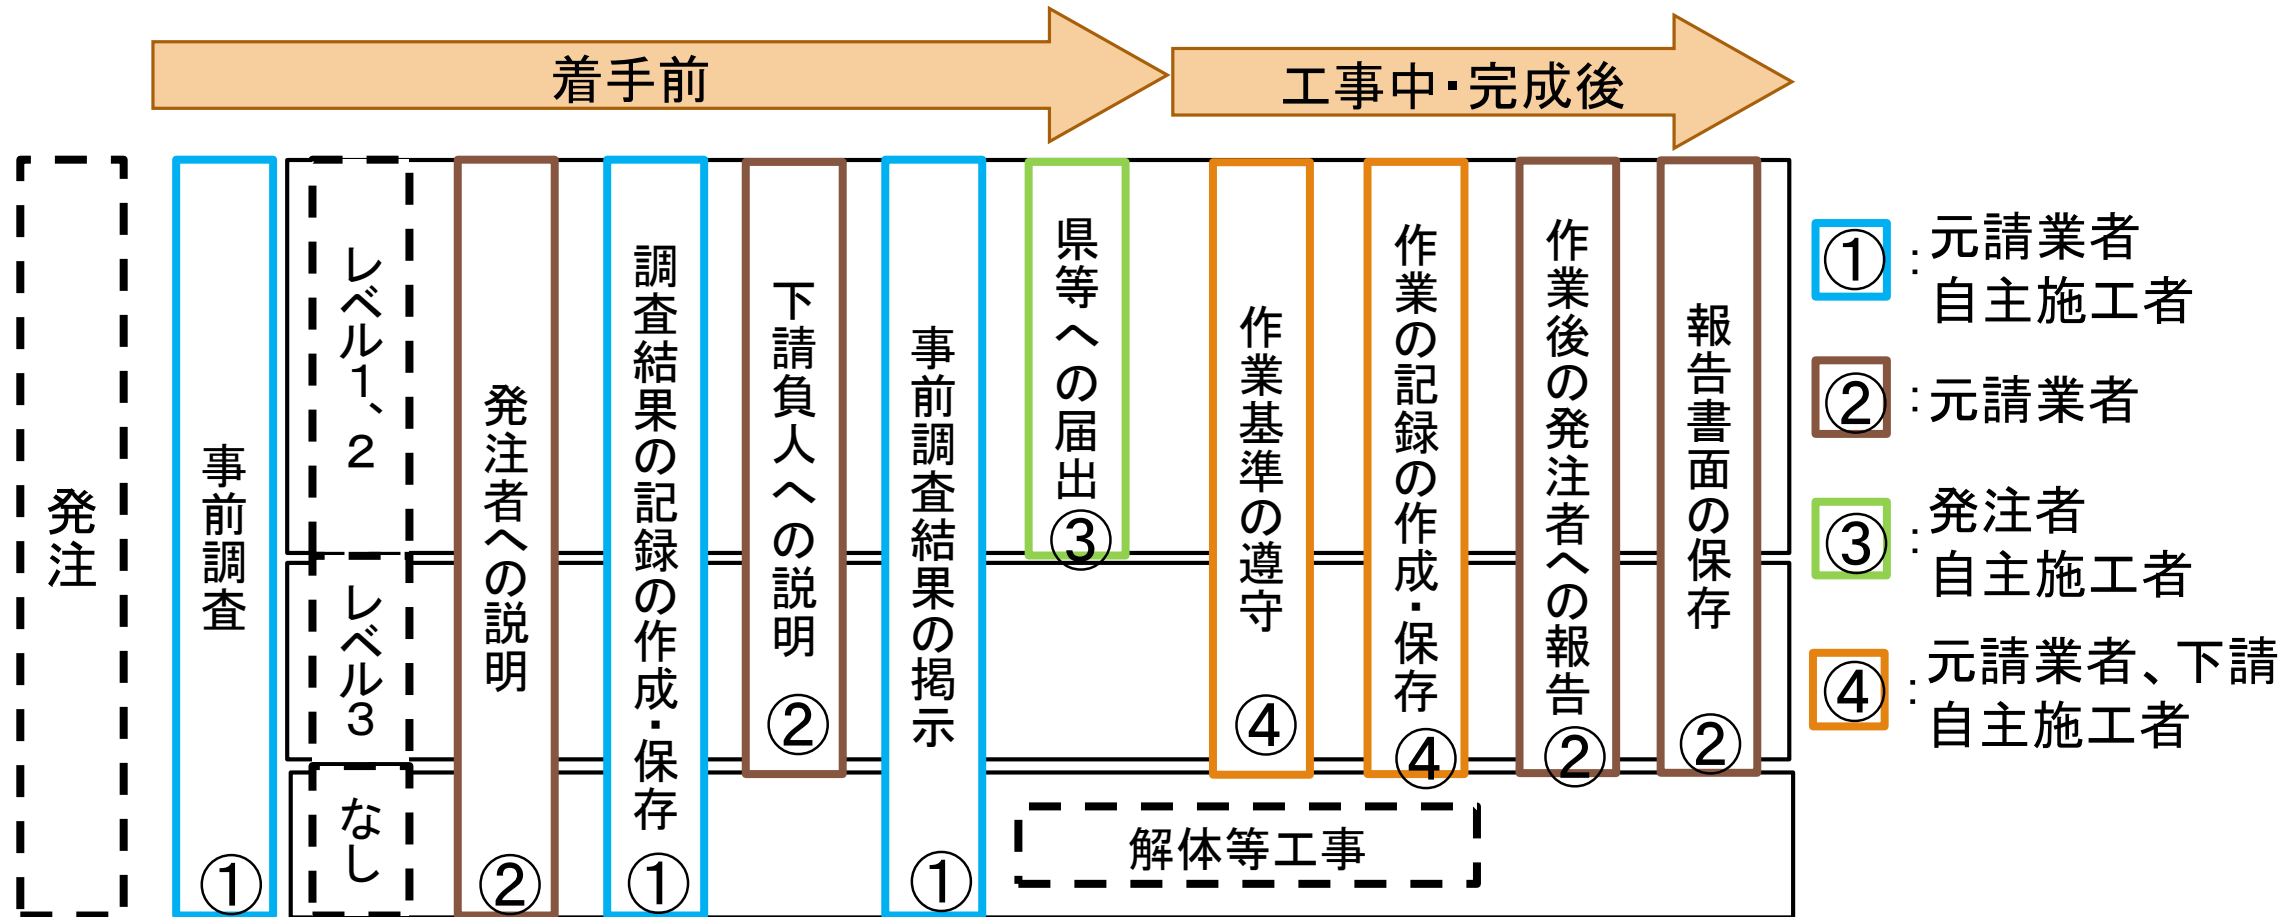 着手前
工事中・完成後
発注
事前調査
①
レベル1、2
レベル3
なし
発注者への説明
②
調査結果の記録の作成・保存
①
下請負人への説明
②
事前調査結果の掲示
①
県等への届出
③
作業基準の遵守
④
作業の記録の作成・保存
④
作業後の発注者への報告
②
報告書面の保存
②
解体等工事
①:元請業者
自主施工者
②:元請業者
③:発注者
自主施工者
④:元請業者、下請
自主施工者